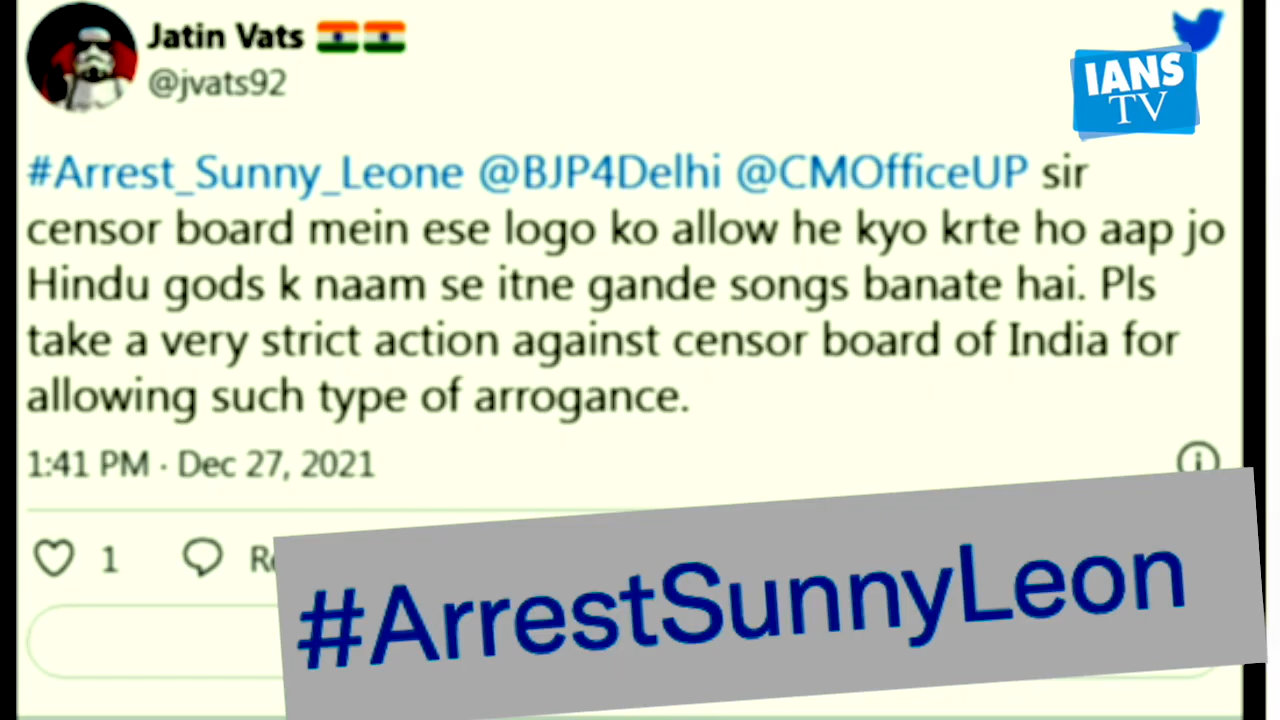 Jatin Vats
@jvats92
IANS
TV
#Arrest_Sunny_Leone @BJP4Delhi @CMOfficeUP sir
censor board mein ese logo ko allow he kyo krte ho aap jo
Hindu gods k naam se itne gande songs banate hai. Pls
take a very strict action against censor board of India for
allowing such type of arrogance.
1:41 PM · Dec 27, 2021
1
#ArrestSunnyLeon